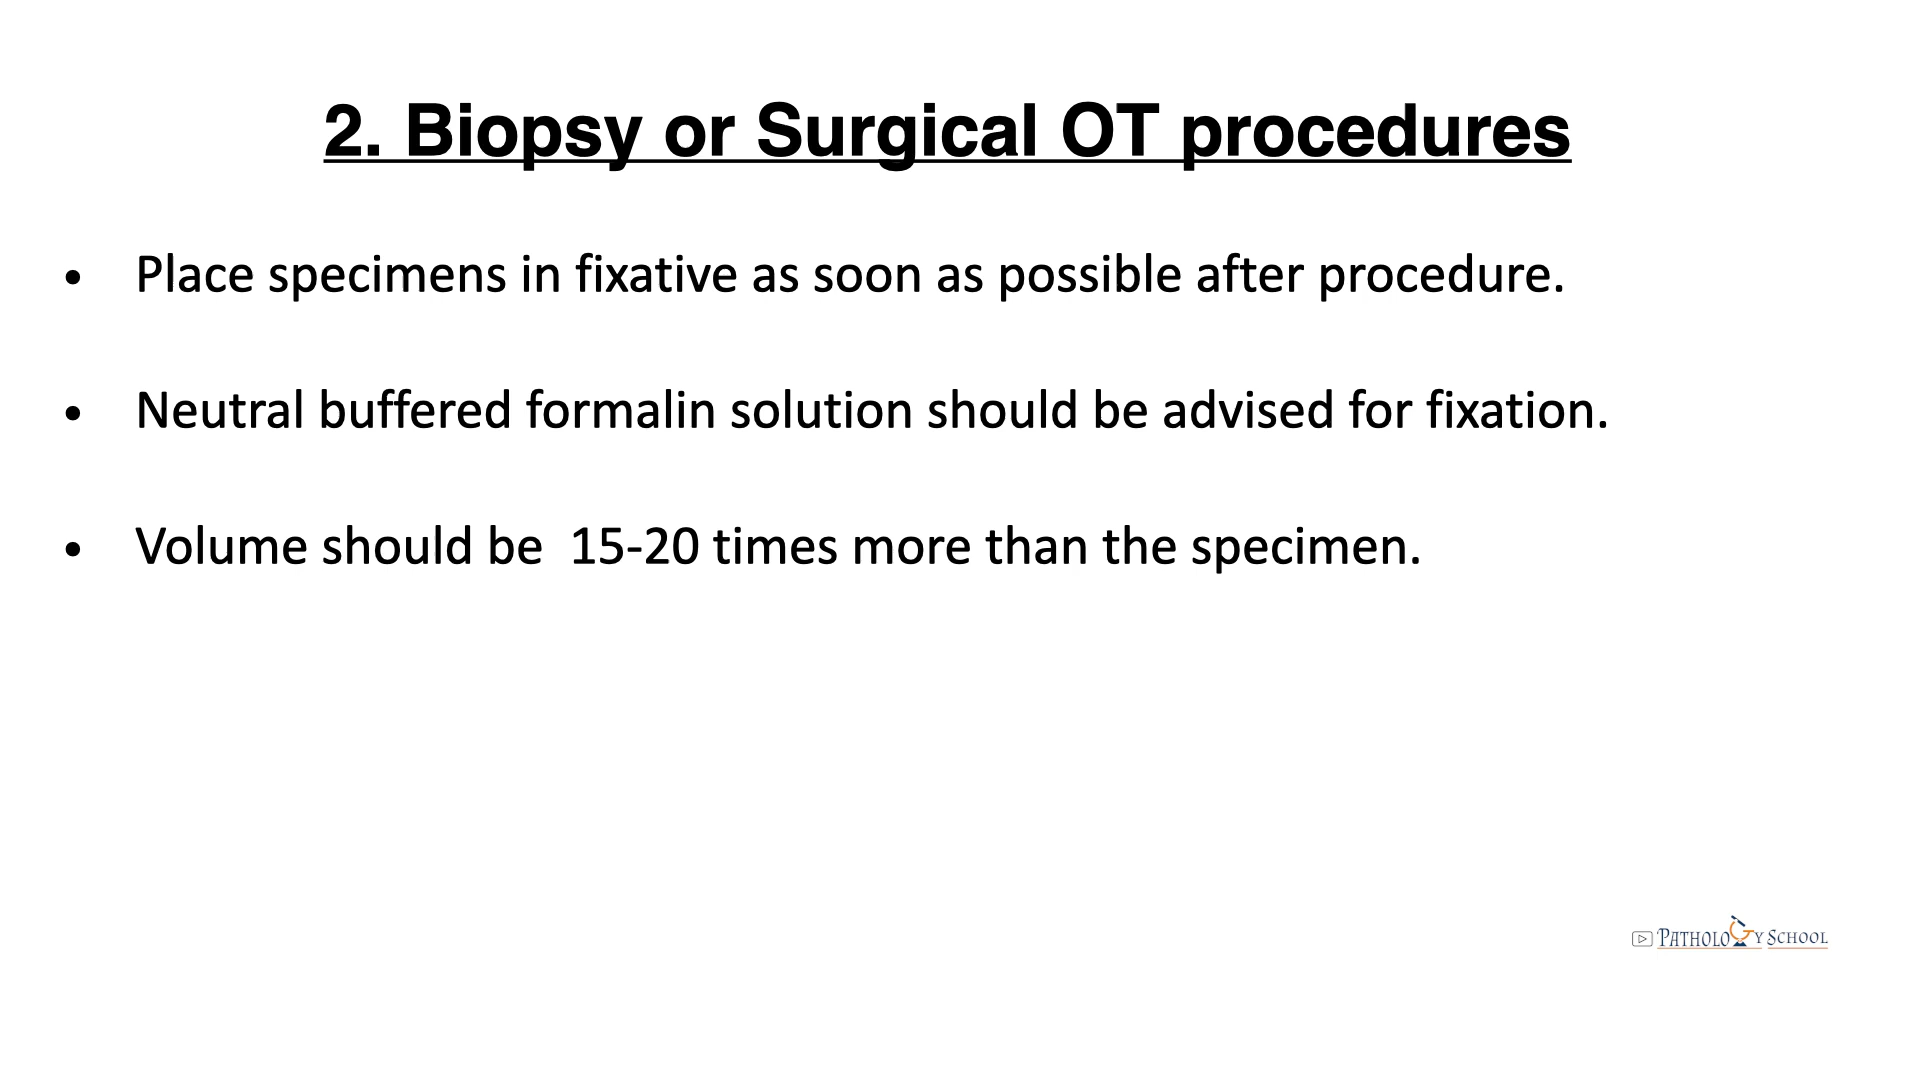 2. Biopsy or Surgical OT procedures
• Place specimens in fixative as soon as possible after procedure.
• Neutral buffered formalin solution should be advised for fixation.
• Volume should be  15-20 times more than the specimen.
PATHOLOGY SCHOOL